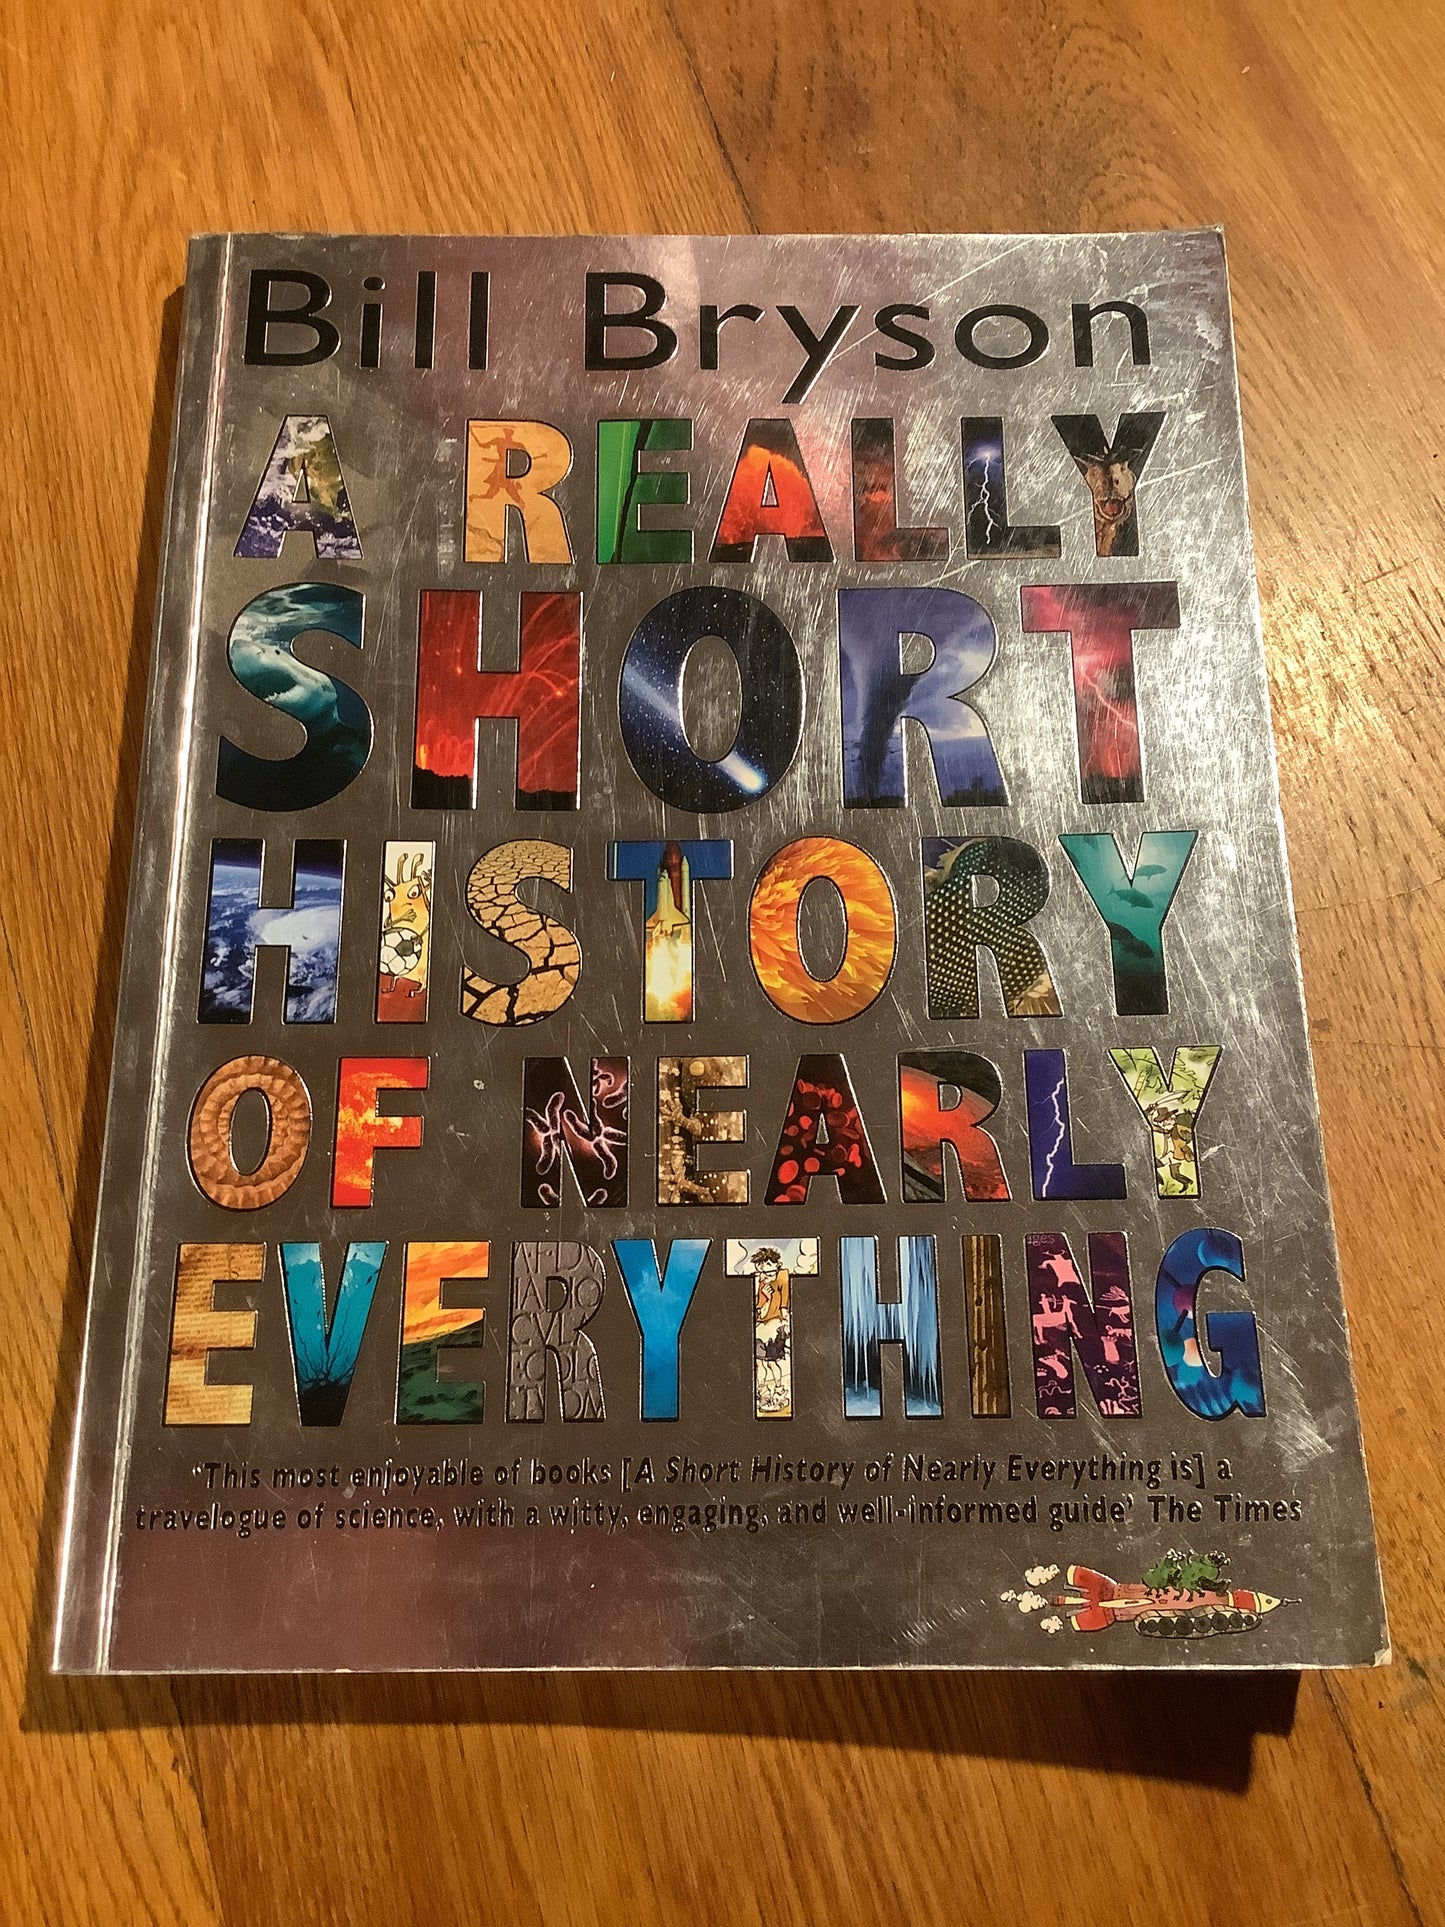 Bill Bryson
A REALLY
SHORT
HISTORY
OF NEARLY
EVERYTHING
‘This most enjoyable of books [A Short History of Nearly Everything is] a
travelogue of science, with a witty, engaging, and well-informed guide’ The Times